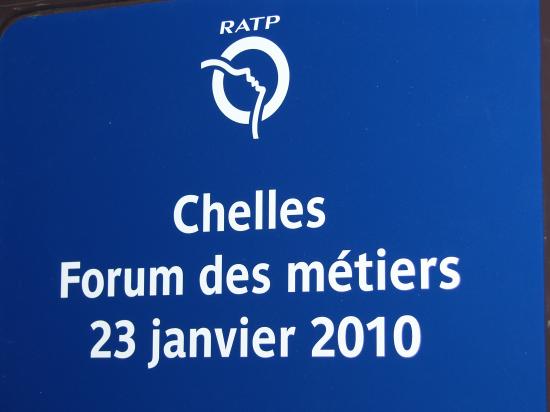 RATP
Chelles
Forum des métiers
23 janvier 2010